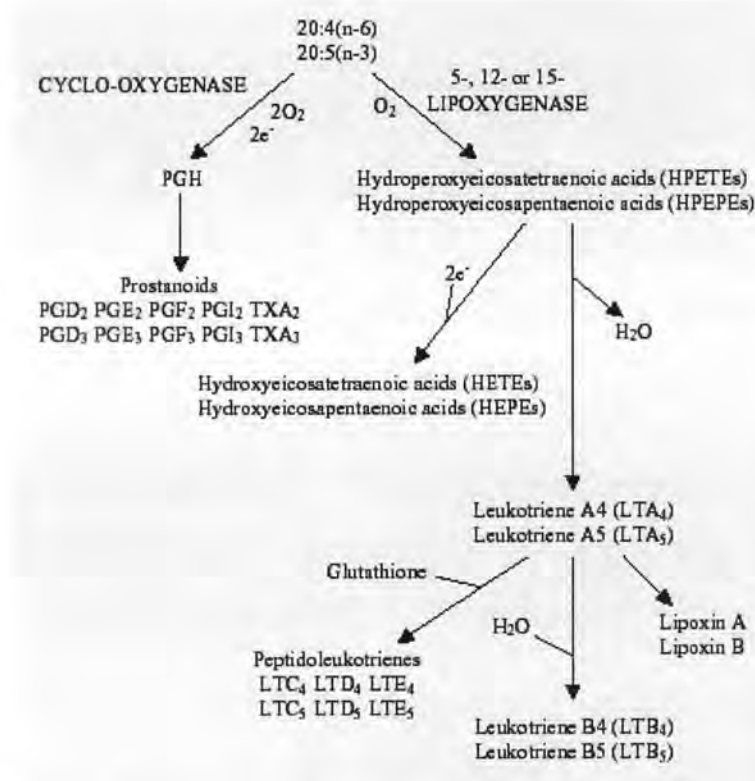 20:4(n-6)
20:5(n-3)
CYCLO-OXYGENASE
5-, 12- or 15-
LIPOXYGENASE
2O₂
2e⁻
O₂
PGH
Hydroperoxyeicosatetraenoic acids (HPETEs)
Hydroperoxyeicosapentaenoic acids (HPEPEs)
Prostanoids
PGD₂ PGE₂ PGF₂ PGI₂ TXA₂
PGD₃ PGE₃ PGF₃ PGI₃ TXA₃
2e⁻
H₂O
Hydroxyeicosatetraenoic acids (HETEs)
Hydroxyeicosapentaenoic acids (HEPEs)
Leukotriene A4 (LTA₄)
Leukotriene A5 (LTA₅)
Glutathione
H₂O
Lipoxin A
Lipoxin B
Peptidoleukotrienes
LTC₄ LTD₄ LTE₄
LTC₅ LTD₅ LTE₅
Leukotriene B4 (LTB₄)
Leukotriene B5 (LTB₅)